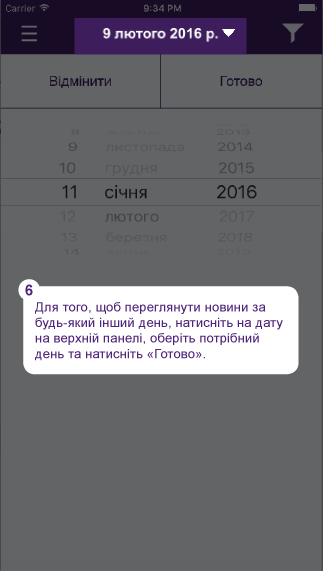 Carrier 9:34 PM
9 лютого 2016 р.
Відмінити Готово
8 2013
9 листопада 2014
10 грудня 2015
11 січня 2016
12 лютого 2017
13 березня 2018
14 2019
6
Для того, щоб переглянути новини за
будь-який інший день, натисніть на дату
на верхній панелі, оберіть потрібний
день та натисніть «Готово».